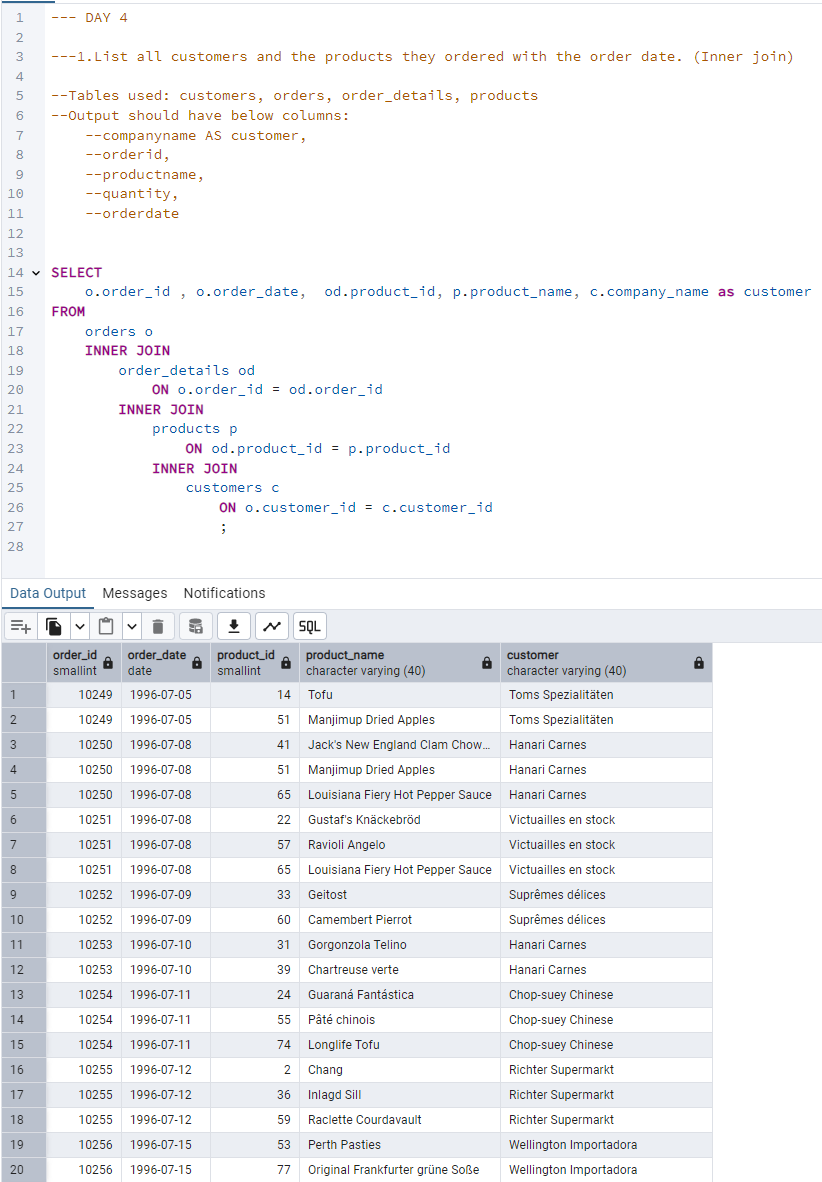 1 --- DAY 4
2
3 ---1.List all customers and the products they ordered with the order date. (Inner join)
4
5 --Tables used: customers, orders, order_details, products
6 --Output should have below columns:
7 --companyname AS customer,
8 --orderid,
9 --productname,
10 --quantity,
11 --orderdate
12
13
14 SELECT
15 o.order_id , o.order_date,  od.product_id, p.product_name, c.company_name as customer
16 FROM
17 orders o
18 INNER JOIN
19 order_details od
20 ON o.order_id = od.order_id
21 INNER JOIN
22 products p
23 ON od.product_id = p.product_id
24 INNER JOIN
25 customers c
26 ON o.customer_id = c.customer_id
27 ;
28
Data Output Messages Notifications
SQL
order_id order_date product_id product_name customer
smallint date smallint character varying (40) character varying (40)
1 10249 1996-07-05 14 Tofu Toms Spezialitäten
2 10249 1996-07-05 51 Manjimup Dried Apples Toms Spezialitäten
3 10250 1996-07-08 41 Jack's New England Clam Chow... Hanari Carnes
4 10250 1996-07-08 51 Manjimup Dried Apples Hanari Carnes
5 10250 1996-07-08 65 Louisiana Fiery Hot Pepper Sauce Hanari Carnes
6 10251 1996-07-08 22 Gustaf's Knäckebröd Victuailles en stock
7 10251 1996-07-08 57 Ravioli Angelo Victuailles en stock
8 10251 1996-07-08 65 Louisiana Fiery Hot Pepper Sauce Victuailles en stock
9 10252 1996-07-09 33 Geitost Suprêmes délices
10 10252 1996-07-09 60 Camembert Pierrot Suprêmes délices
11 10253 1996-07-10 31 Gorgonzola Telino Hanari Carnes
12 10253 1996-07-10 39 Chartreuse verte Hanari Carnes
13 10254 1996-07-11 24 Guaraná Fantástica Chop-suey Chinese
14 10254 1996-07-11 55 Pâté chinois Chop-suey Chinese
15 10254 1996-07-11 74 Longlife Tofu Chop-suey Chinese
16 10255 1996-07-12 2 Chang Richter Supermarkt
17 10255 1996-07-12 36 Inlagd Sill Richter Supermarkt
18 10255 1996-07-12 59 Raclette Courdavault Richter Supermarkt
19 10256 1996-07-15 53 Perth Pasties Wellington Importadora
20 10256 1996-07-15 77 Original Frankfurter grüne Soße Wellington Importadora